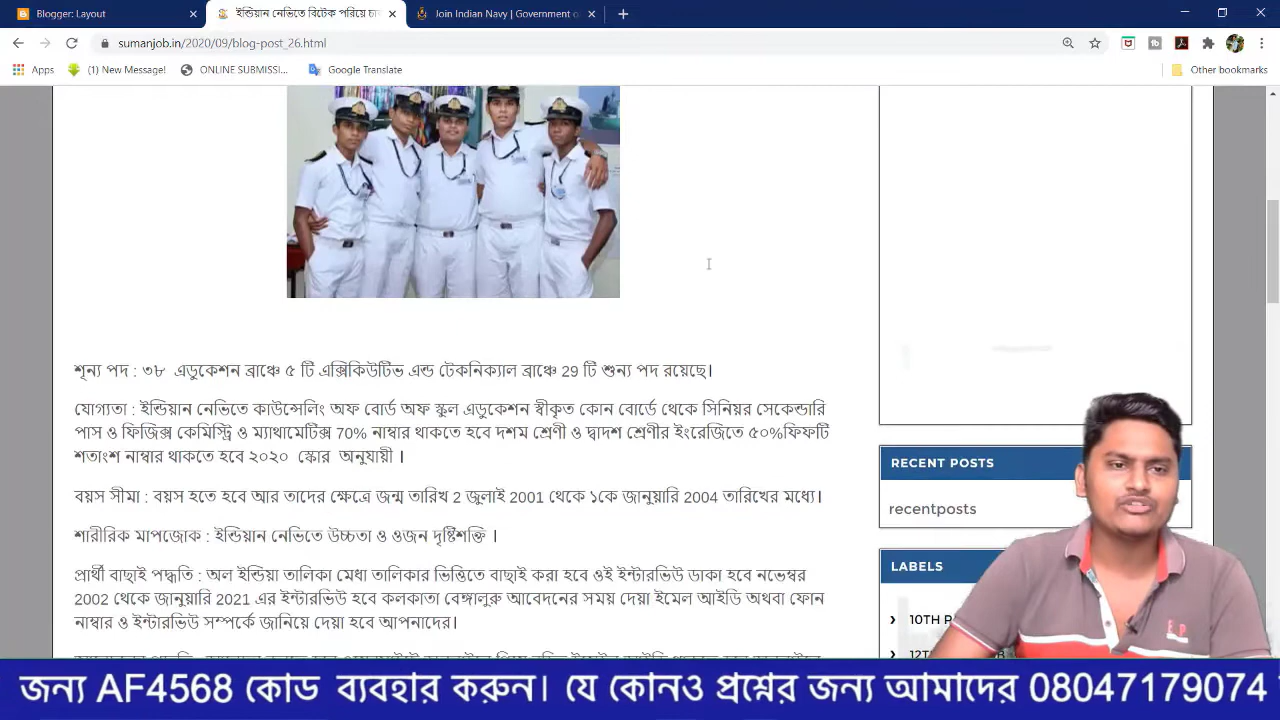 Blogger: Layout
ইন্ডিয়ান নেভিতে বিটেক পরিয়ে চা
Join Indian Navy | Government o
sumanjob.in/2020/09/blog-post_26.html
Apps
(1) New Message!
ONLINE SUBMISSI...
Google Translate
Other bookmarks
শূন্য পদ : ৩৮ এডুকেশন ব্রাঞ্চে ৫ টি এক্সিকিউটিভ এন্ড টেকনিক্যাল ব্রাঞ্চে 29 টি শুন্য পদ রয়েছে।
যোগ্যতা : ইন্ডিয়ান নেভিতে কাউন্সেলিং অফ বোর্ড অফ স্কুল এডুকেশন স্বীকৃত কোন বোর্ডে থেকে সিনিয়র সেকেন্ডারি
পাস ও ফিজিক্স কেমিস্ট্রি ও ম্যাথামেটিক্স 70% নাম্বার থাকতে হবে দশম শ্রেণী ও দ্বাদশ শ্রেণীর ইংরেজিতে ৫০%ফিফটি
শতাংশ নাম্বার থাকতে হবে ২০২০ স্কোর অনুযায়ী ।
বয়স সীমা : বয়স হতে হবে আর তাদের ক্ষেত্রে জন্ম তারিখ 2 জুলাই 2001 থেকে ১কে জানুয়ারি 2004 তারিখের মধ্যে।
শারীরিক মাপজোক : ইন্ডিয়ান নেভিতে উচ্চতা ও ওজন দৃষ্টিশক্তি ।
প্রার্থী বাছাই পদ্ধতি : অল ইন্ডিয়া তালিকা মেধা তালিকার ভিত্তিতে বাছাই করা হবে ওই ইন্টারভিউ ডাকা হবে নভেম্বর
2002 থেকে জানুয়ারি 2021 এর ইন্টারভিউ হবে কলকাতা বেঙ্গালুরু আবেদনের সময় দেয়া ইমেল আইডি অথবা ফোন
নাম্বার ও ইন্টারভিউ সম্পর্কে জানিয়ে দেয়া হবে আপনাদের।
RECENT POSTS
recentposts
LABELS
10TH P
12T
E P
জন্য AF4568 কোড ব্যবহার করুন। যে কোনও প্রশ্নের জন্য আমাদের 08047179074